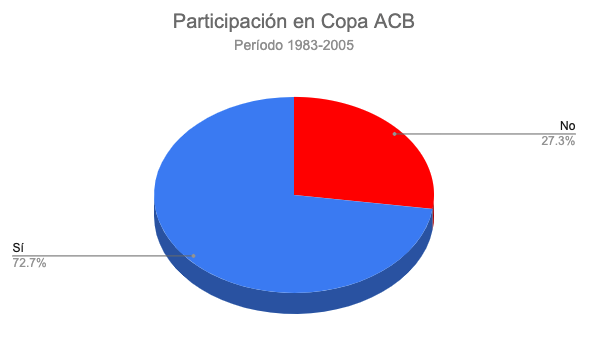 Participación en Copa ACB
Período 1983-2005
No
27.3%
Sí
72.7%